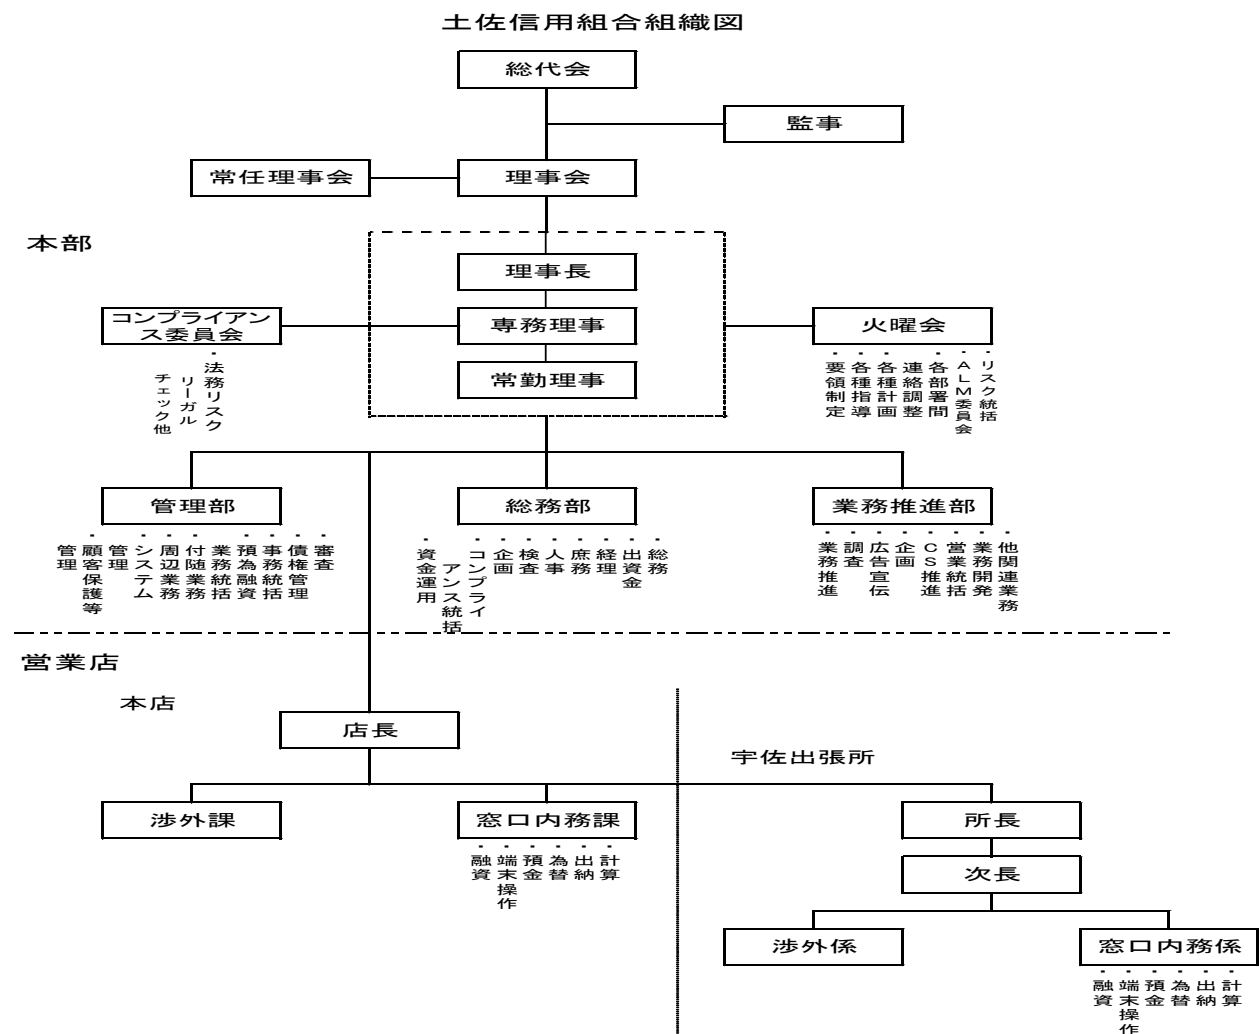 土佐信用組合組織図
総代会
監事
常任理事会
理事会
本部
理事長
コンプライアン
ス委員会
専務理事
火曜会
常勤理事
・法務リスク
リーガル
チェック他
・リスク統括
・ALM委員会
・各部署間
連絡調整
・各種計画
・各種指導
・要領制定
管理部
総務部
業務推進部
・審査
・債権管理
・事務統括
・預為融資
業務統括
・付随業務
・周辺業務
・システム
管理
・顧客保護等
管理
・総務
・出資金
・経理
・庶務
・人事
・検査
・企画
・コンプライ
アンス統括
・資金運用
・他関連業務
・業務開発
・営業統括
・CS推進
・企画
・広告宣伝
・調査
・業務推進
営業店
本店
店長
宇佐出張所
渉外課
窓口内務課
・計算
・出納
・為替
・預金
・端末操作
・融資
所長
次長
渉外係
窓口内務係
・計算
・出納
・為替
・預金
・端末操作
・融資